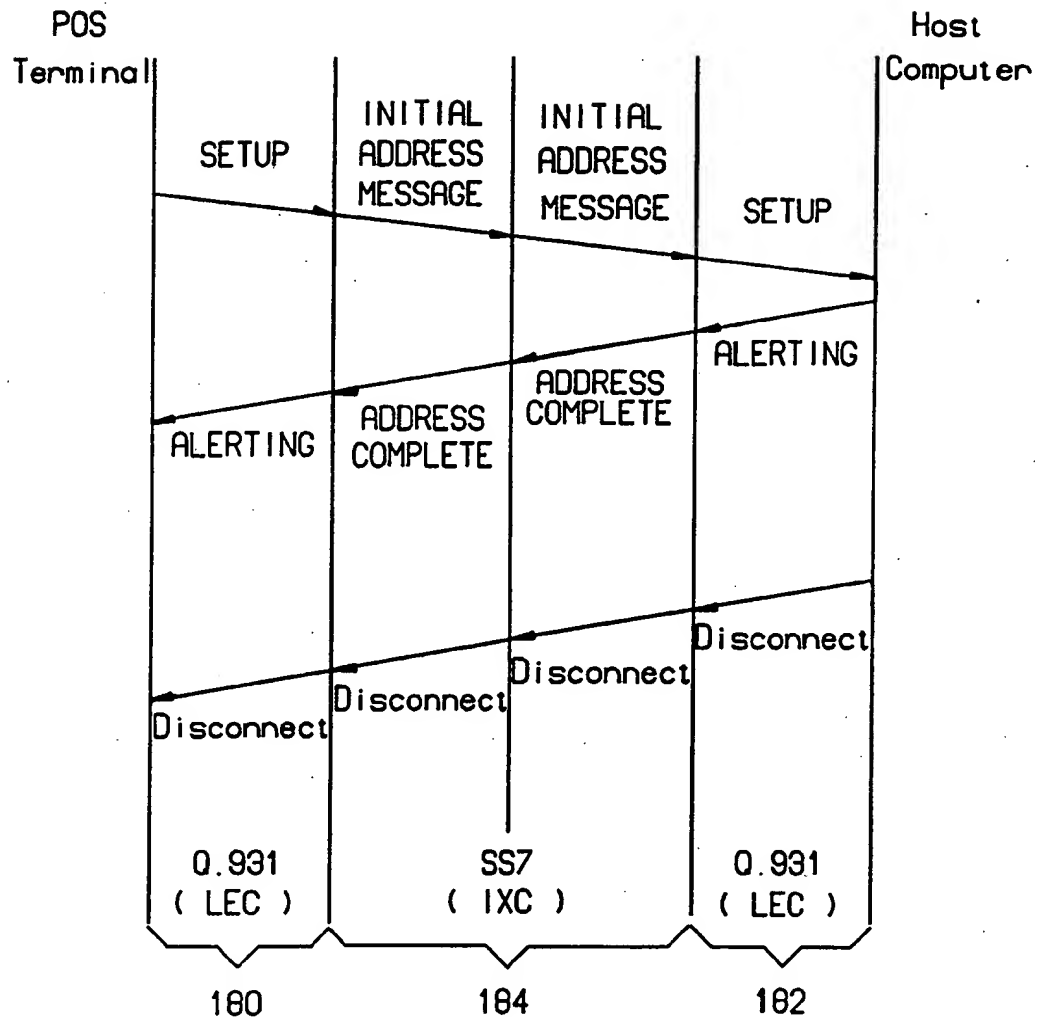 POS
Terminal
Host
Computer
SETUP
INITIAL
ADDRESS
MESSAGE
INITIAL
ADDRESS
MESSAGE
SETUP
ALERTING
ADDRESS
COMPLETE
ADDRESS
COMPLETE
ALERTING
Disconnect
Disconnect
Disconnect
Disconnect
Q.931
( LEC )
SS7
( IXC )
Q.931
( LEC )
180
184
182